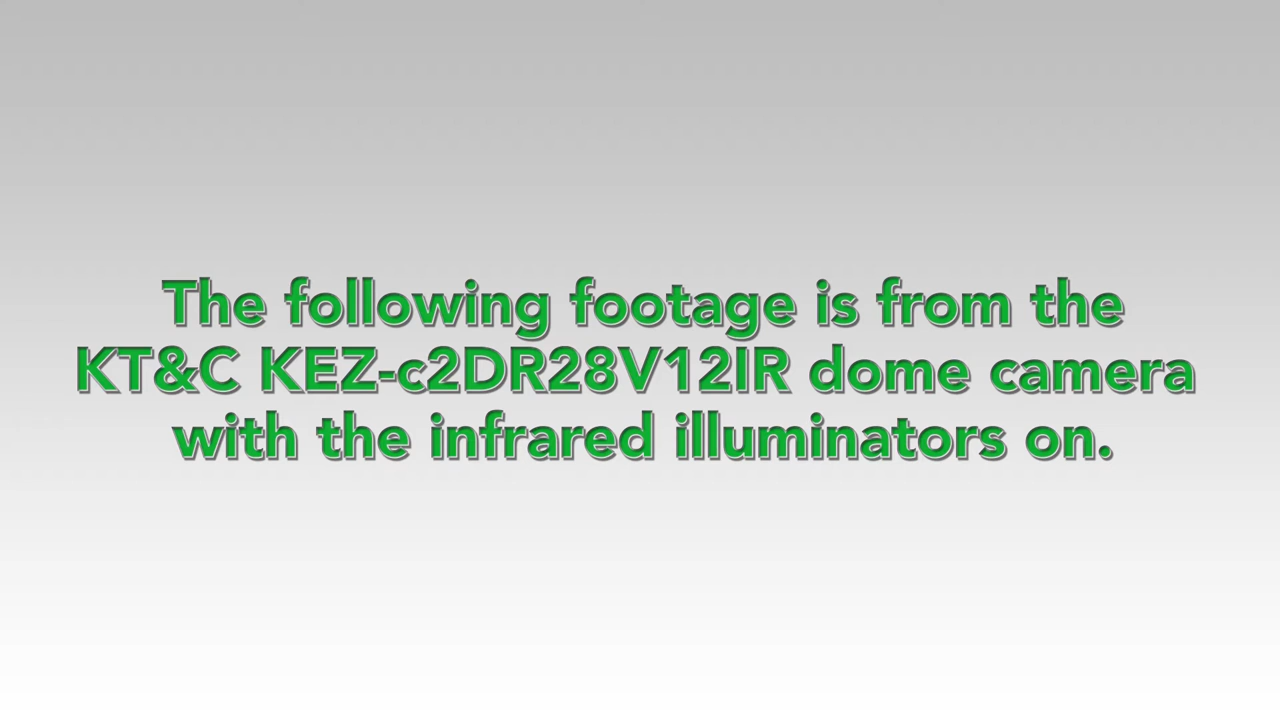 The following footage is from the
KT&C KEZ-c2DR28V12IR dome camera
with the infrared illuminators on.